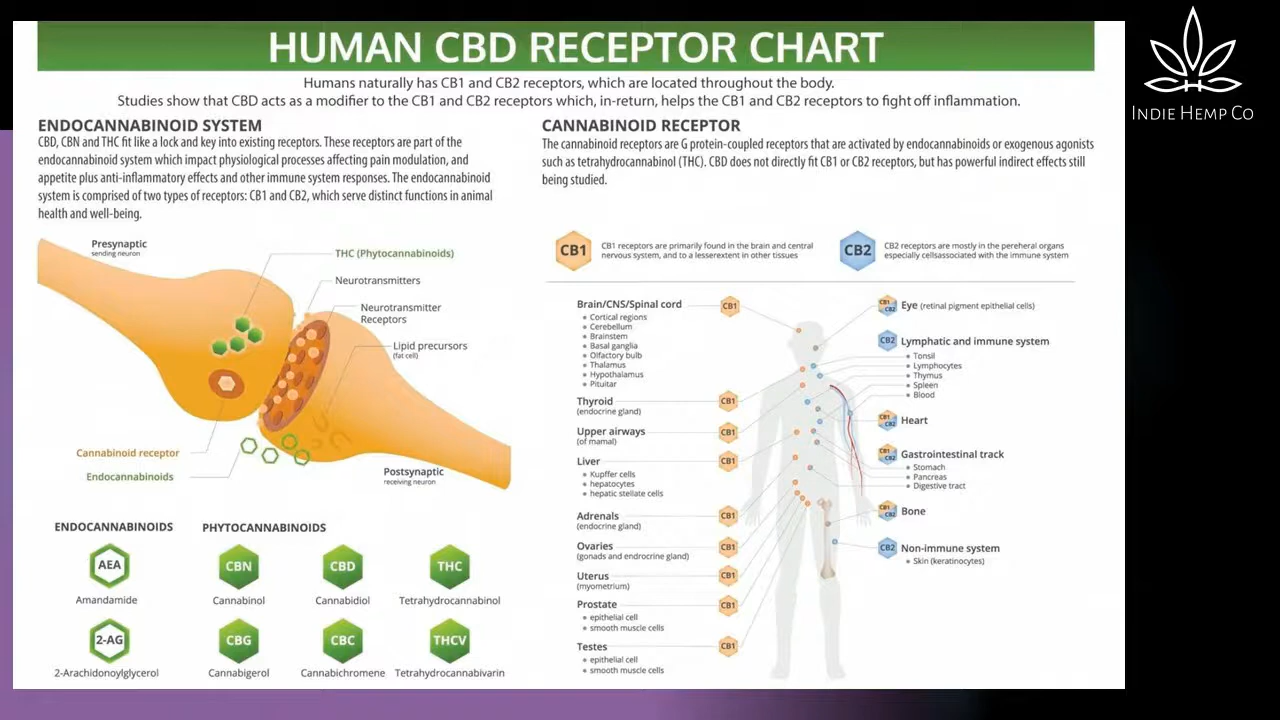 HUMAN CBD RECEPTOR CHART
INDIE HEMP CO
Humans naturally has CB1 and CB2 receptors, which are located throughout the body.
Studies show that CBD acts as a modifier to the CB1 and CB2 receptors which, in-return, helps the CB1 and CB2 receptors to fight off inflammation.
ENDOCANNABINOID SYSTEM
CBD, CBN and THC fit like a lock and key into existing receptors. These receptors are part of the
endocannabinoid system which impact physiological processes affecting pain modulation, and
appetite plus anti-inflammatory effects and other immune system responses. The endocannabinoid
system is comprised of two types of receptors: CB1 and CB2, which serve distinct functions in animal
health and well-being.
Presynaptic
sending neuron
THC (Phytocannabinoids)
Neurotransmitters
Neurotransmitter
Receptors
Lipid precursors
(fat cell)
Cannabinoid receptor
Endocannabinoids
Postsynaptic
receiving neuron
ENDOCANNABINOIDS
AEA
Amandamide
2-AG
2-Arachidonoylglycerol
PHYTOCANNABINOIDS
CBN
Cannabinol
CBD
Cannabidiol
THC
Tetrahydrocannabinol
CBG
Cannabigerol
CBC
Cannabichromene
THCV
Tetrahydrocannabivarin
CANNABINOID RECEPTOR
The cannabinoid receptors are G protein-coupled receptors that are activated by endocannabinoids or exogenous agonists
such as tetrahydrocannabinol (THC). CBD does not directly fit CB1 or CB2 receptors, but has powerful indirect effects still
being studied.
CB1
CB1 receptors are primarily found in the brain and central
nervous system, and to a lesserextent in other tissues
CB2
CB2 receptors are mostly in the pereheral organs
especially cellsassociated with the immune system
Brain/CNS/Spinal cord
CB1
Cortical regions
Cerebellum
Brainstem
Basal ganglia
Olfactory bulb
Thalamus
Hypothalamus
Pituitar
Thyroid
(endocrine gland)
CB1
Upper airways
(of mamal)
CB1
Liver
CB1
Kupffer cells
hepatocytes
hepatic stellate cells
Adrenals
(endocrine gland)
CB1
Ovaries
(gonads and endrocrine gland)
CB1
Uterus
(myometrium)
CB1
Prostate
CB1
epithelial cell
smooth muscle cells
Testes
CB1
epithelial cell
smooth muscle cells
CB1
CB2
Eye (retinal pigment epithelial cells)
CB2
Lymphatic and immune system
Tonsil
Lymphocytes
Thymus
Spleen
Blood
CB1
CB2
Heart
CB1
CB2
Gastrointestinal track
Stomach
Pancreas
Digestive tract
CB1
CB2
Bone
CB2
Non-immune system
Skin (keratinocytes)